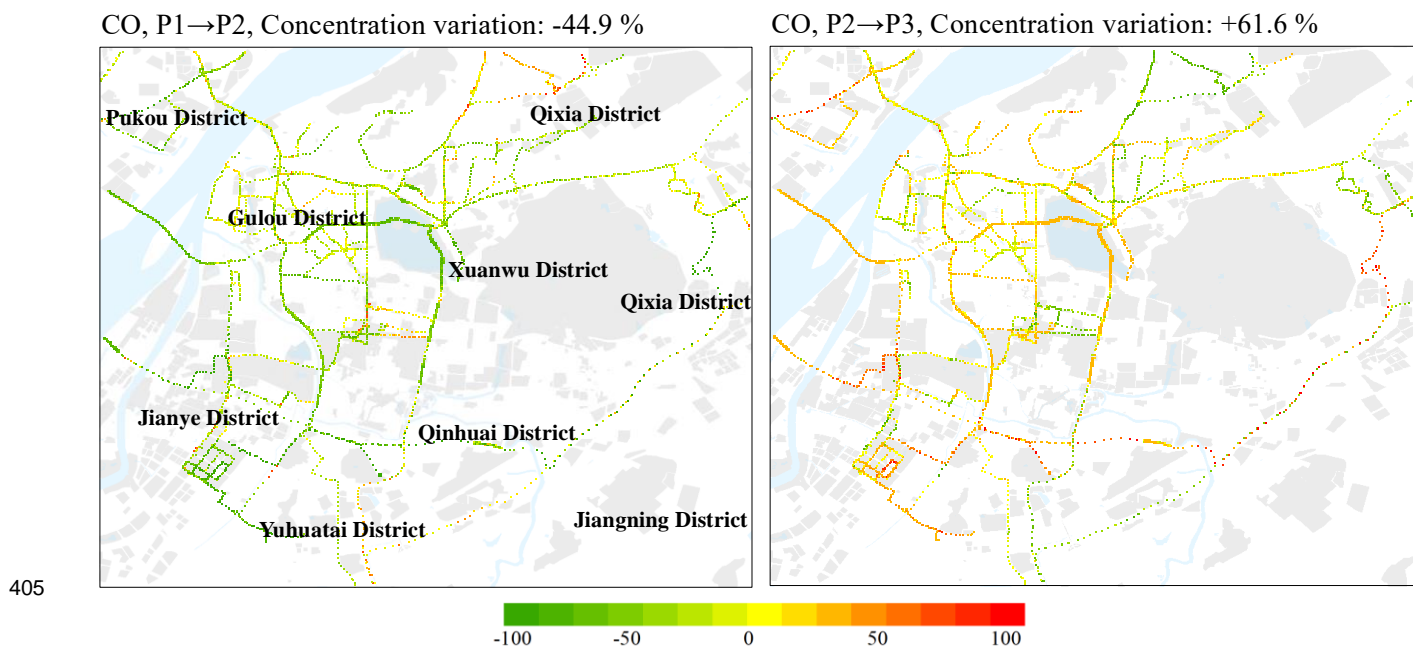 CO, P1→P2, Concentration variation: -44.9 %
CO, P2→P3, Concentration variation: +61.6 %
Pukou District
Qixia District
Gulou District
Xuanwu District
Qixia District
Jianye District
Qinhuai District
Yuhuatai District
Jiangning District
405
-100 -50 0 50 100